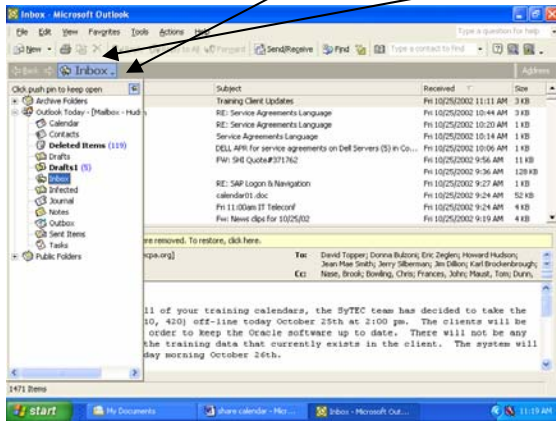 Inbox - Microsoft Outlook
File Edit View Favorites Tools Actions Help
Type a question for help
New Send/Receive Find Type a contact to find
Back Inbox Address
Click push pin to keep open
Subject Received Size
Archive Folders
Training Client Updates Fri 10/25/2002 11:11 AM 3 KB
Outlook Today - [Mailbox - Huds
RE: Service Agreements Language Fri 10/25/2002 10:44 AM 3 KB
Calendar
RE: Service Agreements Language Fri 10/25/2002 10:20 AM 1 KB
Contacts
Service Agreements Language Fri 10/25/2002 10:14 AM 1 KB
Deleted Items (119)
DELL APR for service agreements on Dell Servers (5) in Co... Fri 10/25/2002 10:06 AM 1 KB
Drafts
FW: SHI Quote#371762 Fri 10/25/2002 9:56 AM 11 KB
Drafts1 (5)
Fri 10/25/2002 9:36 AM 128 KB
Inbox
RE: SAP Logon & Navigation Fri 10/25/2002 9:27 AM 1 KB
Infected
calendar01.doc Fri 10/25/2002 9:24 AM 52 KB
Journal
Fri 11:00am IT Teleconf Fri 10/25/2002 9:24 AM 4 KB
Notes
Fw: News clips for 10/25/02 Fri 10/25/2002 9:19 AM 4 KB
Outbox
Sent Items
Tasks
Public Folders
re removed. To restore, click here.
cpa.org] To: David Topper; Donna Bulzoni; Eric Zeglen; Howard Hudson;
Jean Mae Smith; Jerry Silberman; Jim Dillon; Karl Brockenbrough;
Cc: Nase, Brook; Bowling, Chris; Frances, John; Maust, Tom; Dunn,
ll of your training calendars, the SyTEC team has decided to take the
10, 420) off-line today October 25th at 2:00 pm. The clients will be
order to keep the Oracle software up to date. There will not be any
the training data that currently exists in the client. The system will
day morning October 26th.
1471 Items
start My Documents share calendar - Micr... Inbox - Microsoft Out... 11:19 AM